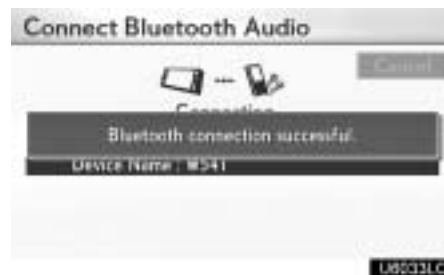 Connect Bluetooth Audio
Cancel
Connection
Bluetooth connection successful.
Device Name : W541
U6033LC